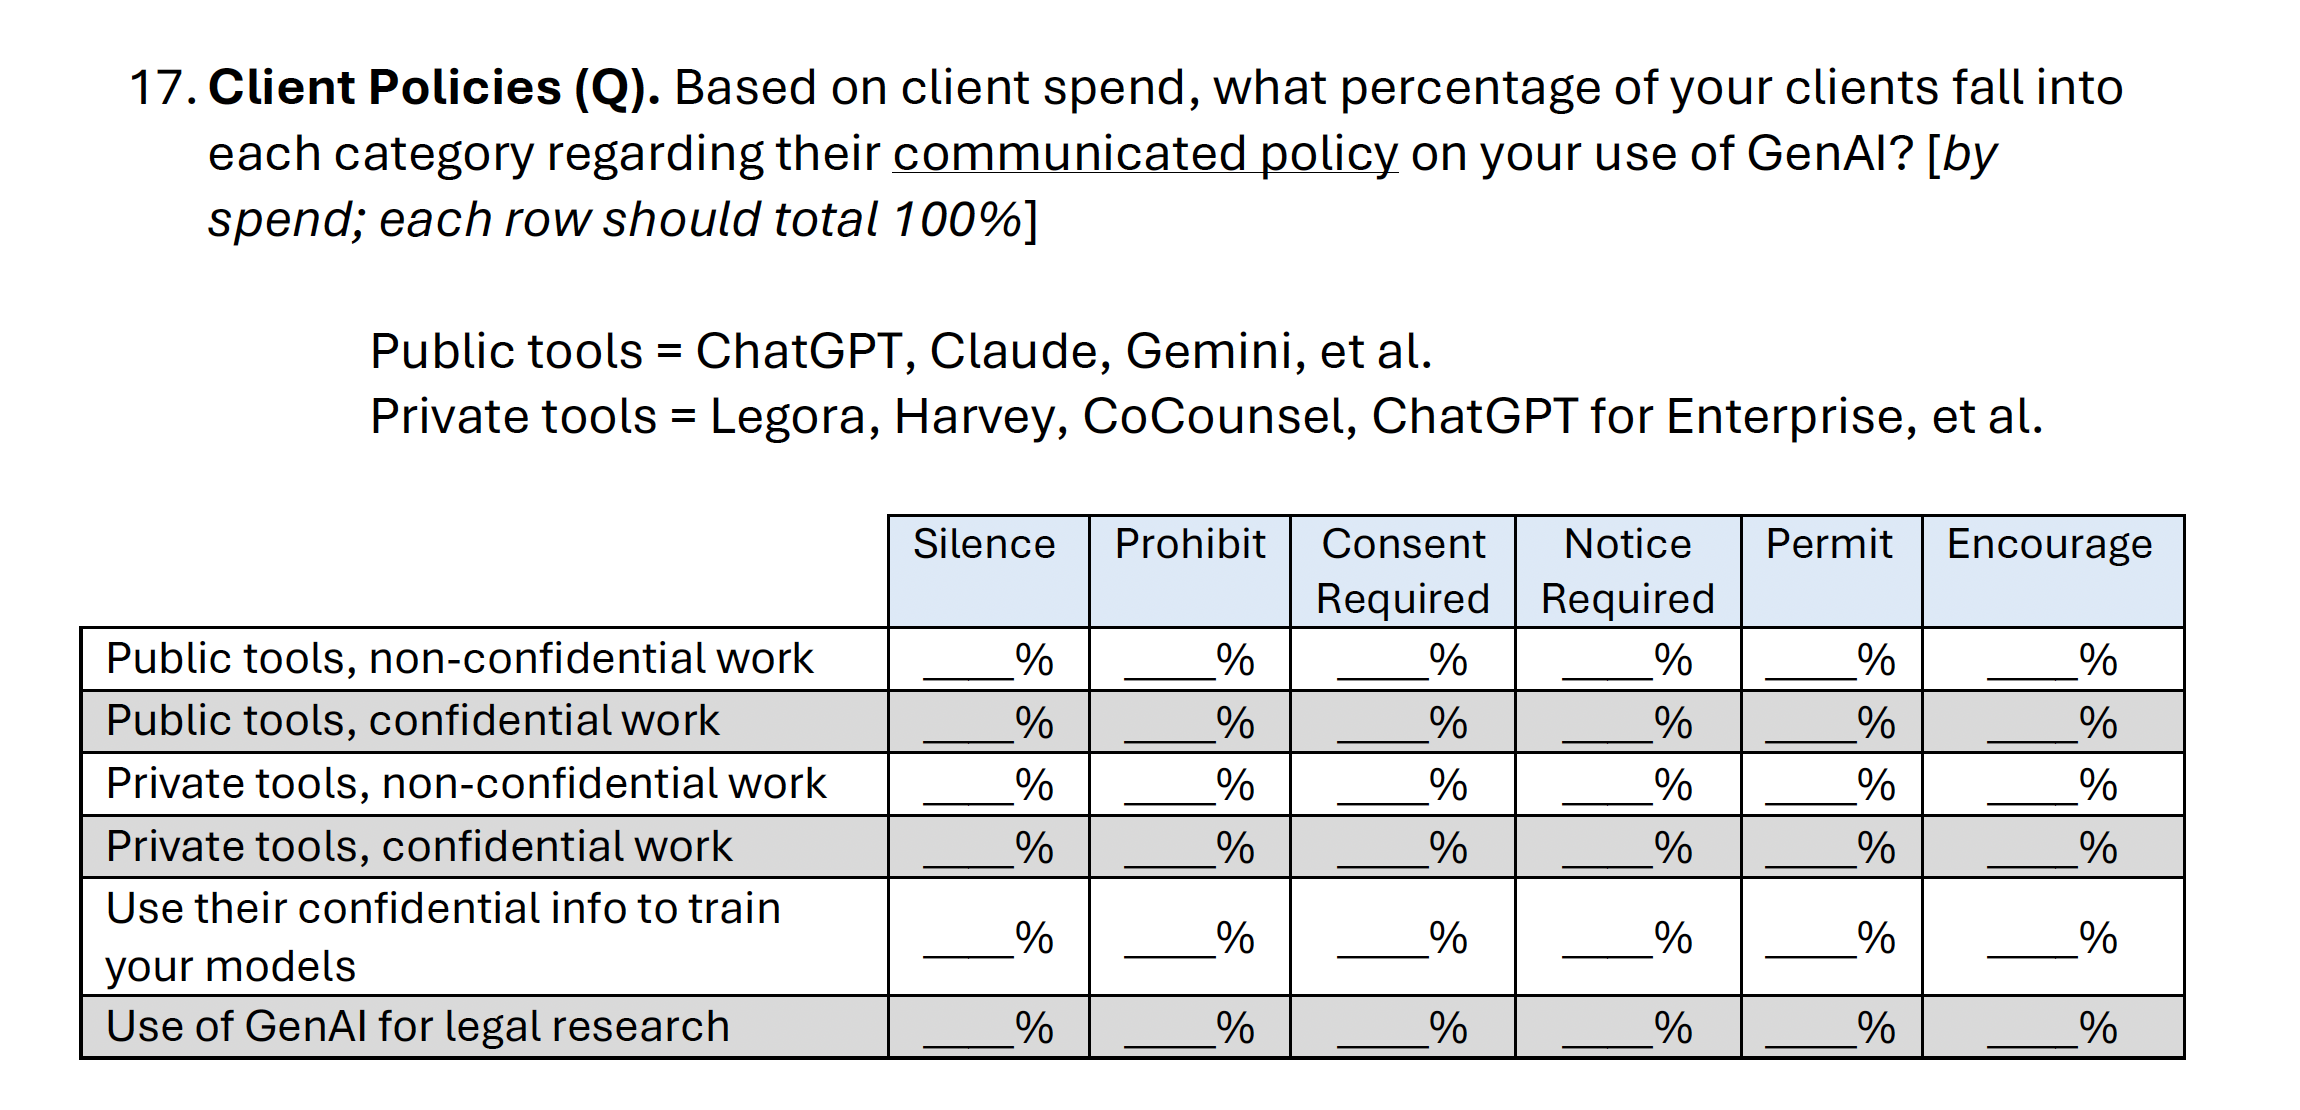 17. Client Policies (Q). Based on client spend, what percentage of your clients fall into
each category regarding their communicated policy on your use of GenAI? [by
spend; each row should total 100%]
Public tools = ChatGPT, Claude, Gemini, et al.
Private tools = Legora, Harvey, CoCounsel, ChatGPT for Enterprise, et al.
Silence Prohibit Consent Required Notice Required Permit Encourage
Public tools, non-confidential work ____% ____% ____% ____% ____% ____%
Public tools, confidential work ____% ____% ____% ____% ____% ____%
Private tools, non-confidential work ____% ____% ____% ____% ____% ____%
Private tools, confidential work ____% ____% ____% ____% ____% ____%
Use their confidential info to train
your models ____% ____% ____% ____% ____% ____%
Use of GenAI for legal research ____% ____% ____% ____% ____% ____%